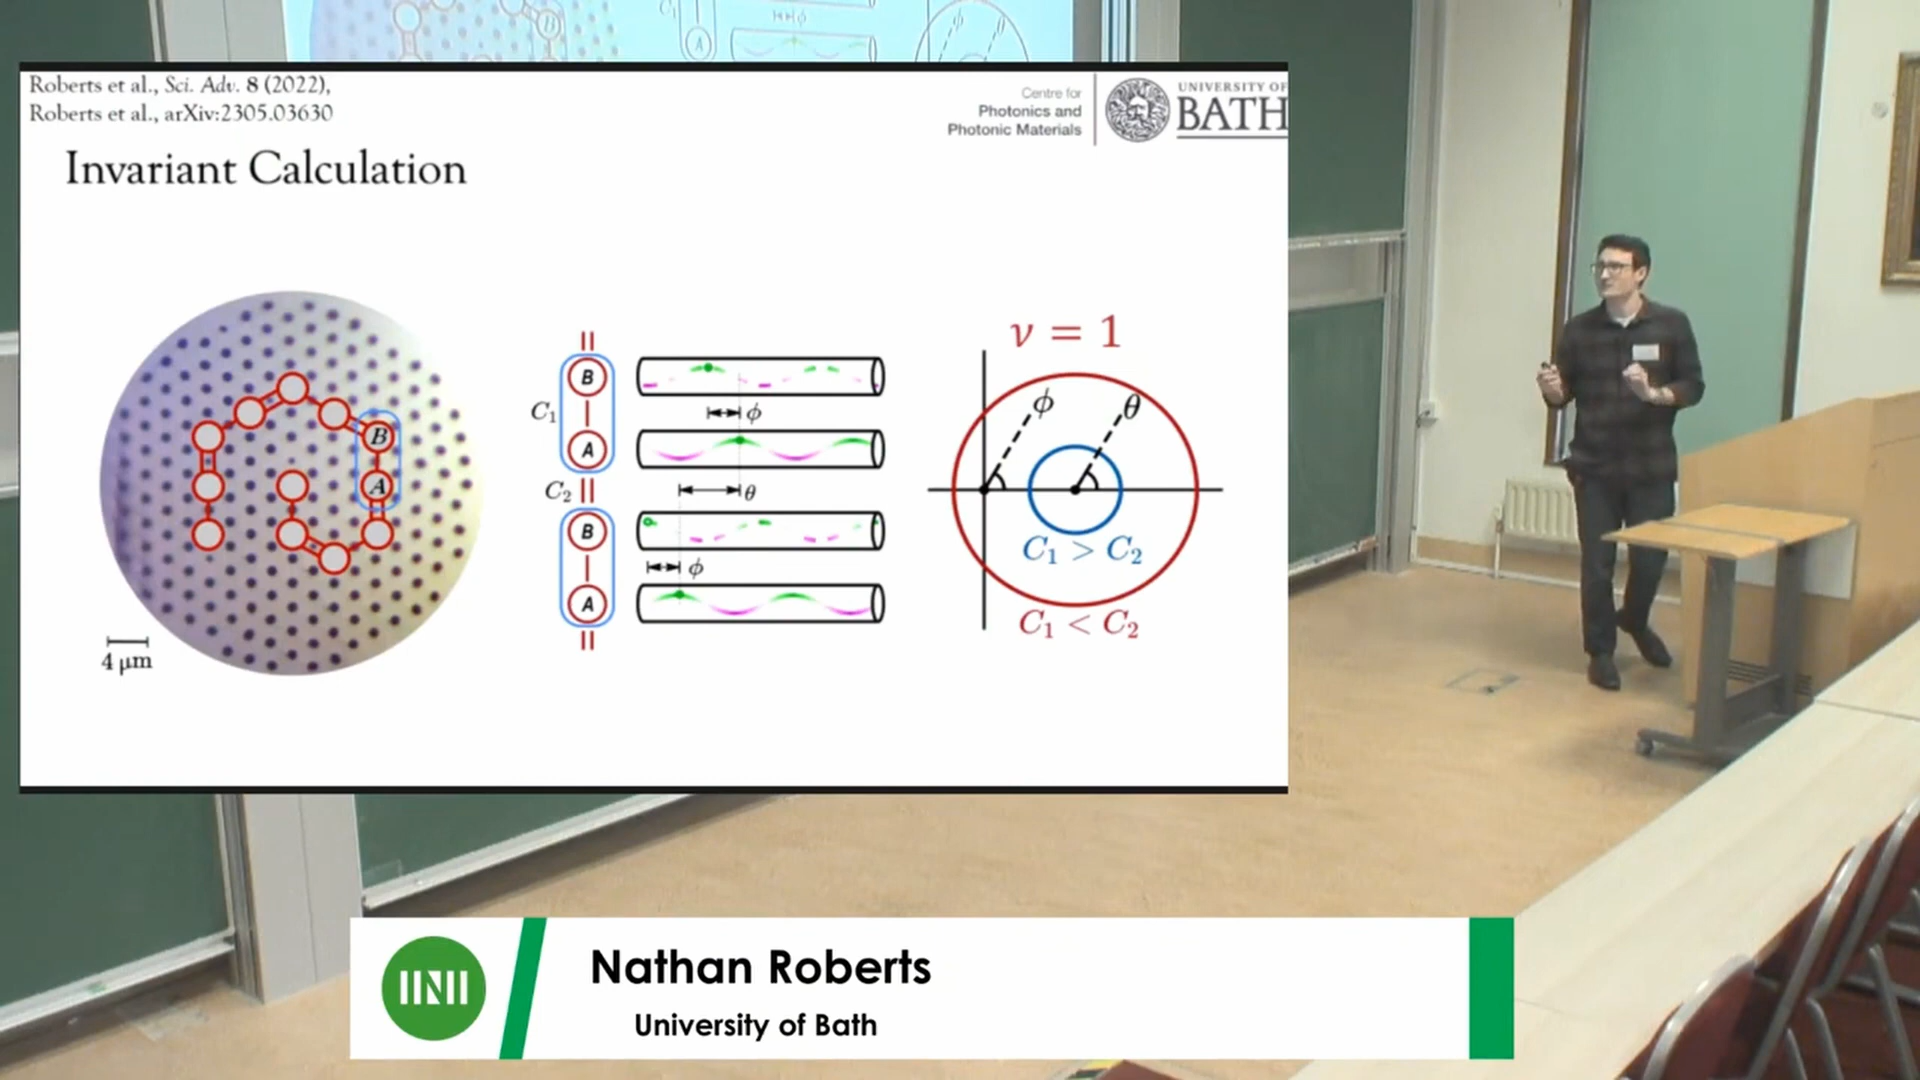 Roberts et al., Sci. Adv. 8 (2022),
Roberts et al., arXiv:2305.03630
Centre for
Photonics and
Photonic Materials
UNIVERSITY OF
BATH
Invariant Calculation
B
A
4 μm
C₁
B
A
C₂
B
A
ϕ
θ
ϕ
ν = 1
ϕ
θ
C₁ > C₂
C₁ < C₂
Nathan Roberts
University of Bath